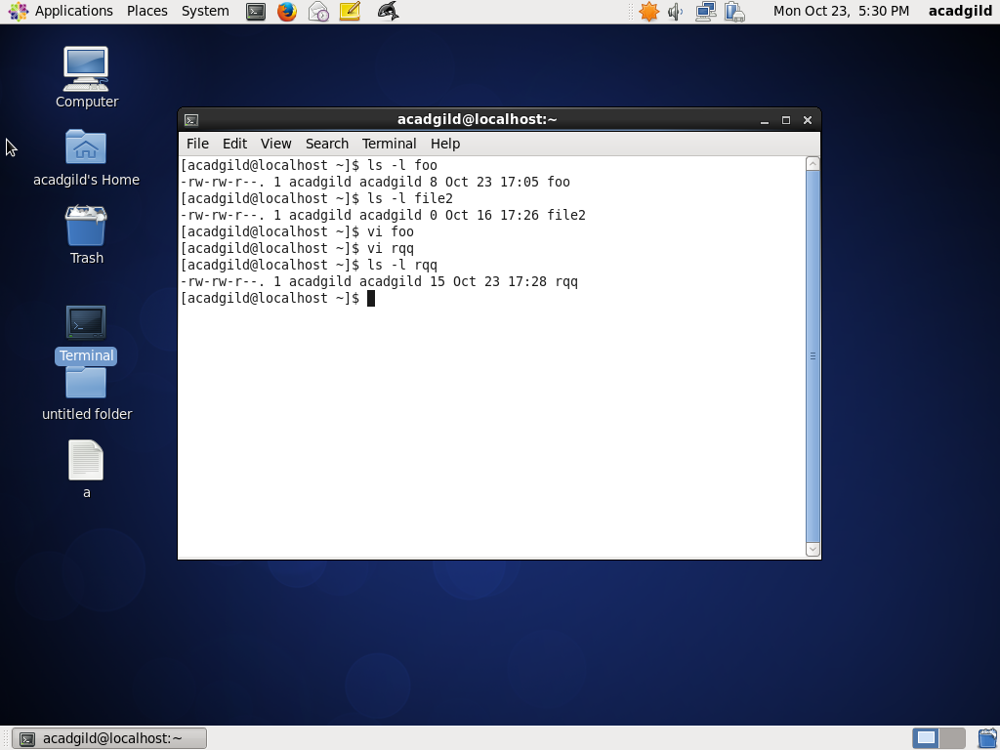 Applications Places System Mon Oct 23, 5:30 PM acadgild
Computer
acadgild's Home
Trash
Terminal
untitled folder
a
acadgild@localhost:~
File Edit View Search Terminal Help
[acadgild@localhost ~]$ ls -l foo
-rw-rw-r--. 1 acadgild acadgild 8 Oct 23 17:05 foo
[acadgild@localhost ~]$ ls -l file2
-rw-rw-r--. 1 acadgild acadgild 0 Oct 16 17:26 file2
[acadgild@localhost ~]$ vi foo
[acadgild@localhost ~]$ vi rqq
[acadgild@localhost ~]$ ls -l rqq
-rw-rw-r--. 1 acadgild acadgild 15 Oct 23 17:28 rqq
[acadgild@localhost ~]$
acadgild@localhost:~